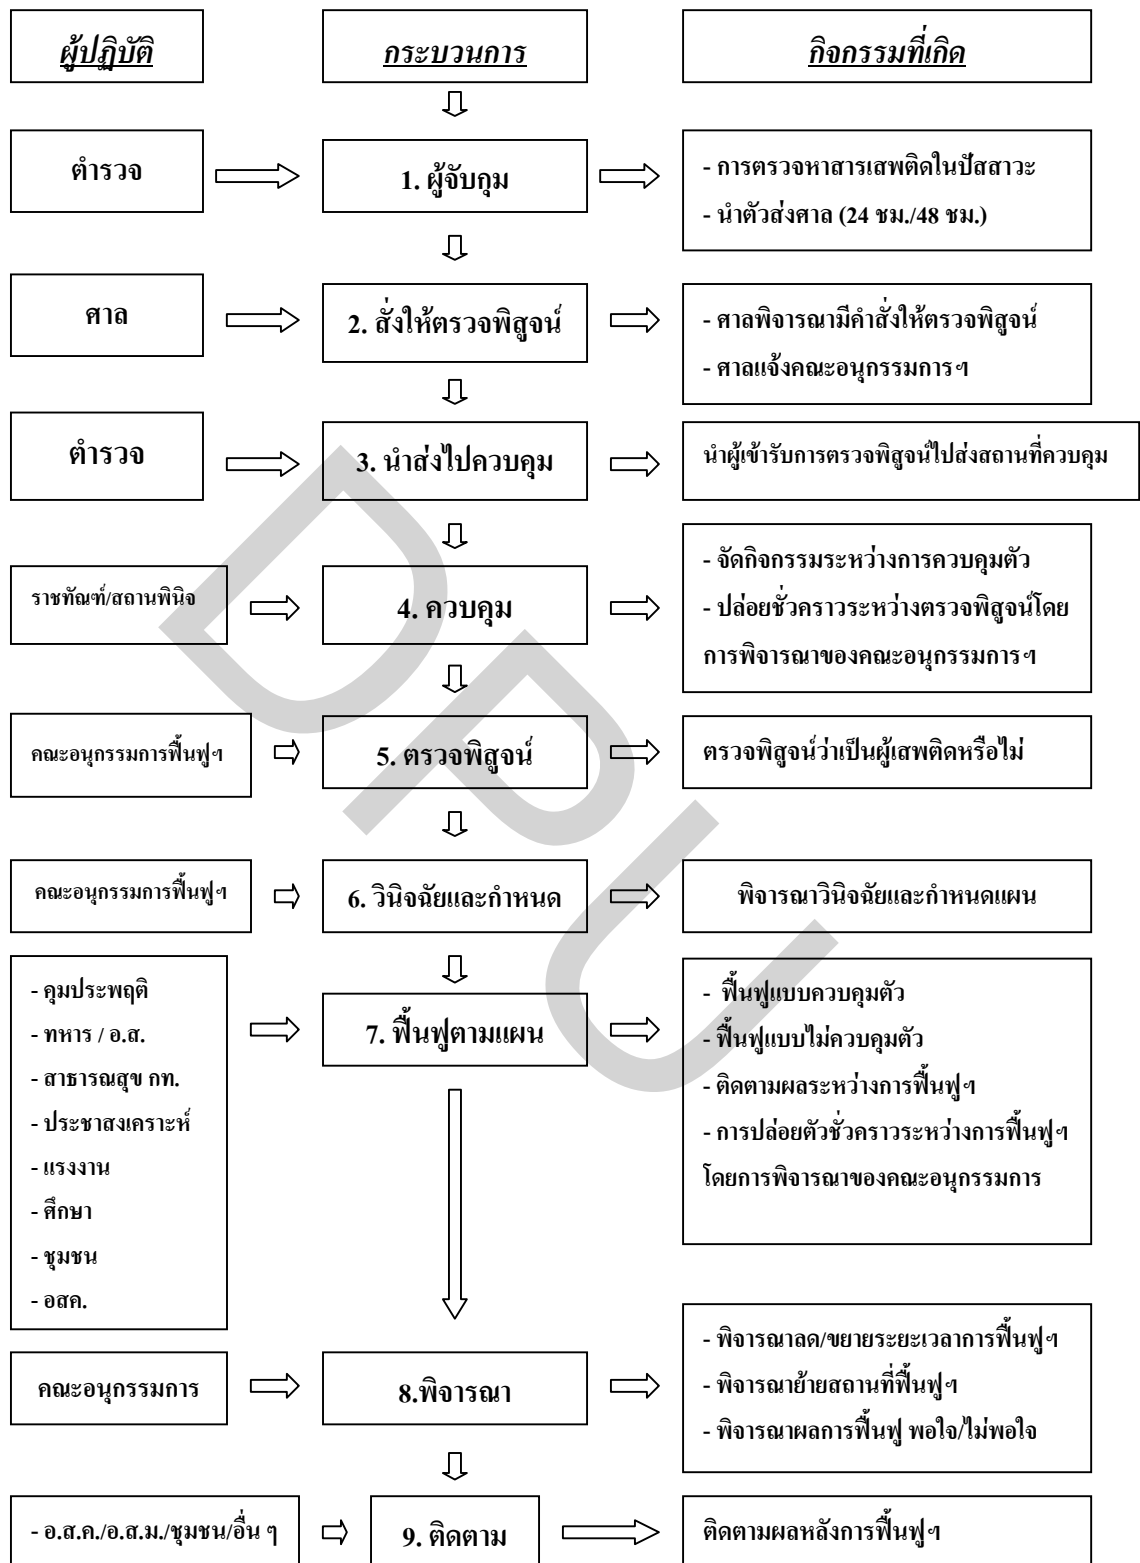 ผู้ปฏิบัติ
กระบวนการ
กิจกรรมที่เกิด
ตำรวจ
1. ผู้จับกุม
- การตรวจหาสารเสพติดในปัสสาวะ
- นำตัวส่งศาล (24 ชม./48 ชม.)
ศาล
2. สั่งให้ตรวจพิสูจน์
- ศาลพิจารณามีคำสั่งให้ตรวจพิสูจน์
- ศาลแจ้งคณะอนุกรรมการฯ
ตำรวจ
3. นำส่งไปควบคุม
นำผู้เข้ารับการตรวจพิสูจน์ไปส่งสถานที่ควบคุม
ราชทัณฑ์/สถานพินิจ
4. ควบคุม
- จัดกิจกรรมระหว่างการควบคุมตัว
- ปล่อยชั่วคราวระหว่างตรวจพิสูจน์โดย
การพิจารณาของคณะอนุกรรมการฯ
คณะอนุกรรมการฟื้นฟูฯ
5. ตรวจพิสูจน์
ตรวจพิสูจน์ว่าเป็นผู้เสพติดหรือไม่
คณะอนุกรรมการฟื้นฟูฯ
6. วินิจฉัยและกำหนด
พิจารณาวินิจฉัยและกำหนดแผน
- คุมประพฤติ
- ทหาร / อ.ส.
- สาธารณสุข กท.
- ประชาสงเคราะห์
- แรงงาน
- ศึกษา
- ชุมชน
- อสค.
7. ฟื้นฟูตามแผน
- ฟื้นฟูแบบควบคุมตัว
- ฟื้นฟูแบบไม่ควบคุมตัว
- ติดตามผลระหว่างการฟื้นฟูฯ
- การปล่อยตัวชั่วคราวระหว่างการฟื้นฟูฯ
โดยการพิจารณาของคณะอนุกรรมการ
คณะอนุกรรมการ
8.พิจารณา
- พิจารณาลด/ขยายระยะเวลาการฟื้นฟูฯ
- พิจารณาย้ายสถานที่ฟื้นฟูฯ
- พิจารณาผลการฟื้นฟู พอใจ/ไม่พอใจ
- อ.ส.ค./อ.ส.ม./ชุมชน/อื่น ๆ
9. ติดตาม
ติดตามผลหลังการฟื้นฟูฯ
DPU